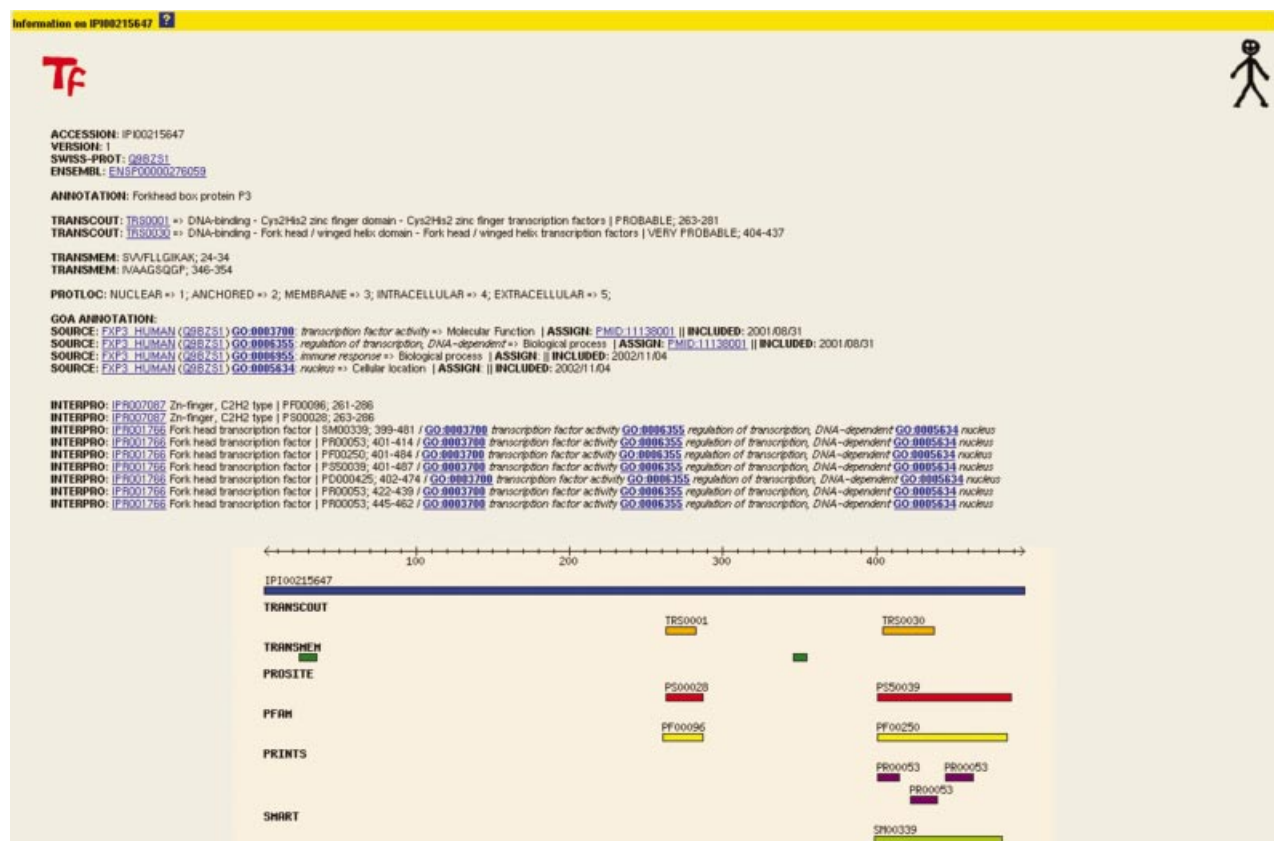 Information on IPI00215647 ?
TF
ACCESSION: IPI00215647
VERSION: 1
SWISS-PROT: Q9BZS1
ENSEMBL: ENSP00000276059
ANNOTATION: Forkhead box protein P3
TRANSCOUT: TRS0001 => DNA-binding - Cys2His2 zinc finger domain - Cys2His2 zinc finger transcription factors | PROBABLE; 263-281
TRANSCOUT: TRS0030 => DNA-binding - Fork head / winged helix domain - Fork head / winged helix transcription factors | VERY PROBABLE; 404-437
TRANSMEM: SVVFLLGIKAK; 24-34
TRANSMEM: IVAAGSQGP; 346-354
PROTLOC: NUCLEAR => 1; ANCHORED => 2; MEMBRANE => 3; INTRACELLULAR => 4; EXTRACELLULAR => 5;
GOA ANNOTATION:
SOURCE: FXP3_HUMAN (Q9BZS1) GO:0003700: transcription factor activity => Molecular Function | ASSIGN: PMID:11138001 || INCLUDED: 2001/08/31
SOURCE: FXP3_HUMAN (Q9BZS1) GO:0006355: regulation of transcription, DNA-dependent => Biological process | ASSIGN: PMID:11138001 || INCLUDED: 2001/08/31
SOURCE: FXP3_HUMAN (Q9BZS1) GO:0006955: immune response => Biological process | ASSIGN: || INCLUDED: 2002/11/04
SOURCE: FXP3_HUMAN (Q9BZS1) GO:0005634: nucleus => Cellular location | ASSIGN: || INCLUDED: 2002/11/04
INTERPRO: IPR007087 Zn-finger, C2H2 type | PF00096; 261-286
INTERPRO: IPR007087 Zn-finger, C2H2 type | PS00028; 263-286
INTERPRO: IPR001766 Fork head transcription factor | SM00339; 399-481 / GO:0003700 transcription factor activity GO:0006355 regulation of transcription, DNA-dependent GO:0005634 nucleus
INTERPRO: IPR001766 Fork head transcription factor | PR00053; 401-414 / GO:0003700 transcription factor activity GO:0006355 regulation of transcription, DNA-dependent GO:0005634 nucleus
INTERPRO: IPR001766 Fork head transcription factor | PF00250; 401-484 / GO:0003700 transcription factor activity GO:0006355 regulation of transcription, DNA-dependent GO:0005634 nucleus
INTERPRO: IPR001766 Fork head transcription factor | PS50039; 401-487 / GO:0003700 transcription factor activity GO:0006355 regulation of transcription, DNA-dependent GO:0005634 nucleus
INTERPRO: IPR001766 Fork head transcription factor | PD000425; 402-474 / GO:0003700 transcription factor activity GO:0006355 regulation of transcription, DNA-dependent GO:0005634 nucleus
INTERPRO: IPR001766 Fork head transcription factor | PR00053; 422-439 / GO:0003700 transcription factor activity GO:0006355 regulation of transcription, DNA-dependent GO:0005634 nucleus
INTERPRO: IPR001766 Fork head transcription factor | PR00053; 445-462 / GO:0003700 transcription factor activity GO:0006355 regulation of transcription, DNA-dependent GO:0005634 nucleus
100 200 300 400
IPI00215647
TRANSCOUT
TRS0001 TRS0030
TRANSMEM
PROSITE
PS00028 PS50039
PFAM
PF00096 PF00250
PRINTS
PR00053 PR00053
PR00053
SMART
SM00339